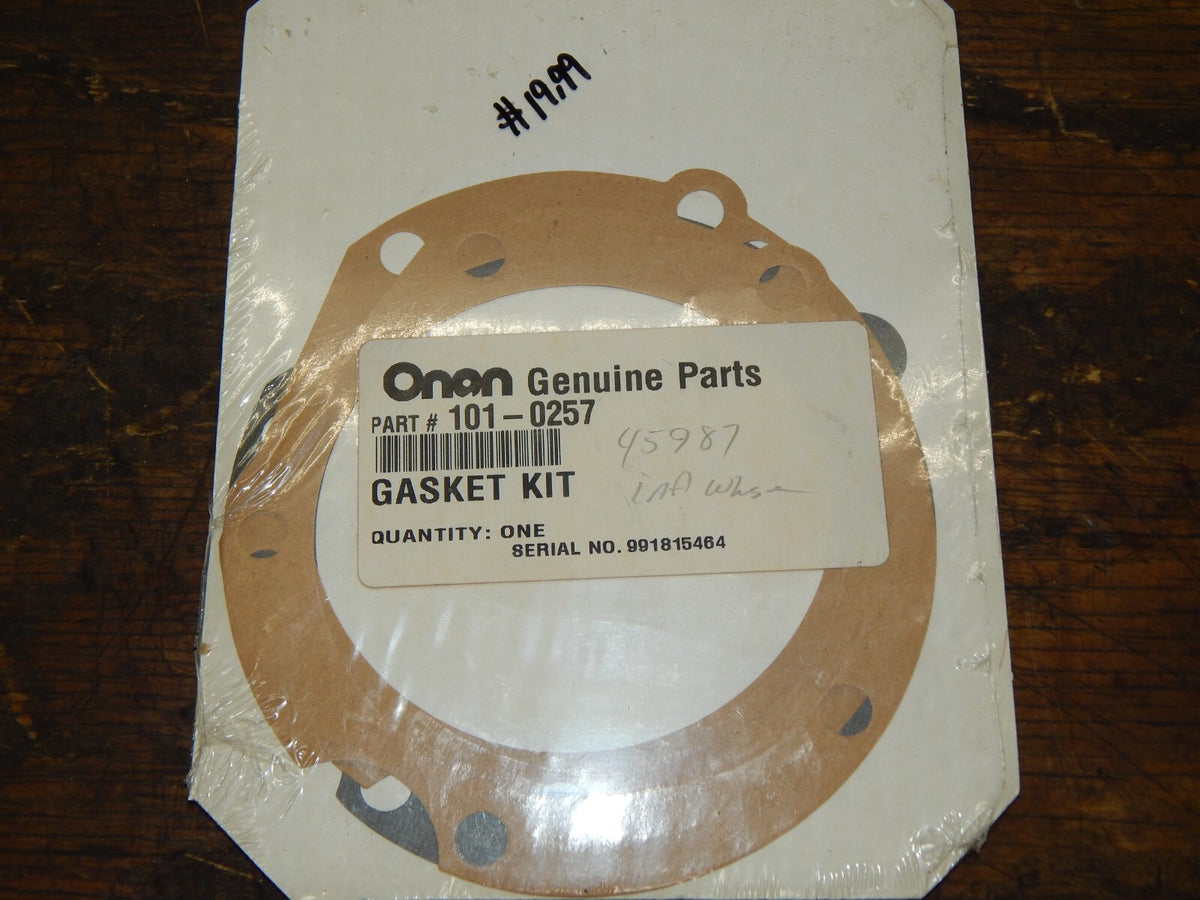 #19.99
Onan Genuine Parts
PART # 101-0257
45987
GASKET KIT
QUANTITY: ONE
SERIAL NO. 991815464